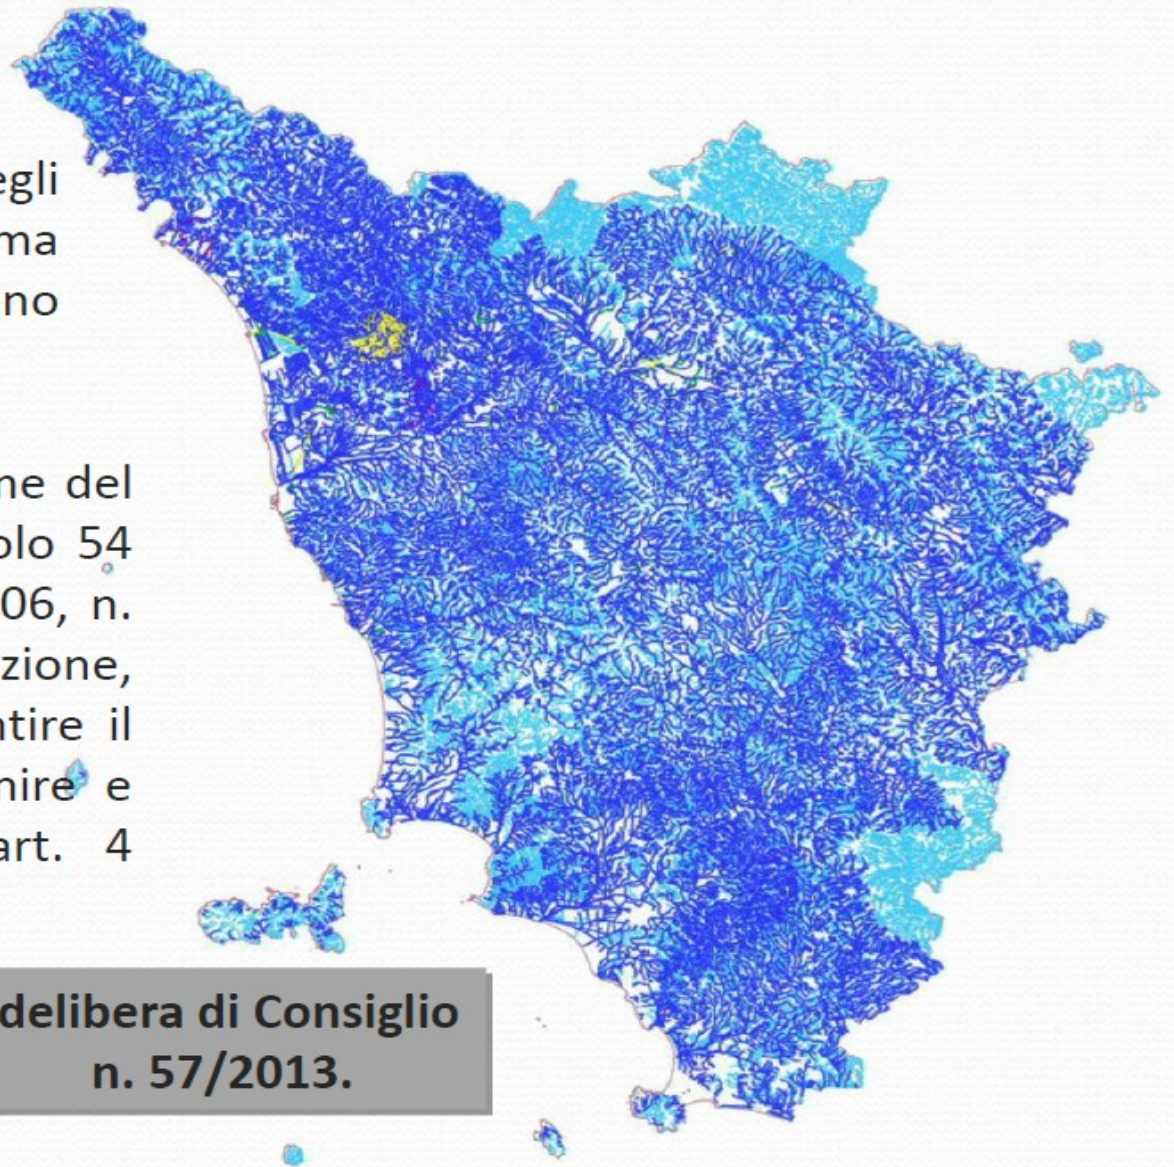 egli
ma
no
ne del
olo 54
06, n.
zione,
ntire il
nire e
art. 4
delibera di Consiglio
n. 57/2013.